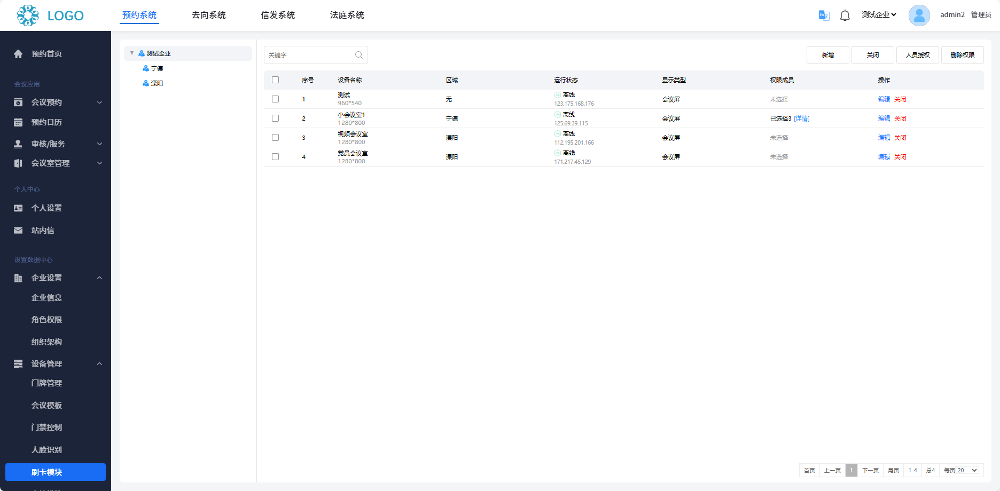 LOGO
预约系统 去向系统 信发系统 法庭系统
测试企业 admin2 管理员
预约首页
会议应用
会议预约
预约日历
审核/服务
会议室管理
个人中心
个人设置
站内信
设置数据中心
企业设置
企业信息
角色权限
组织架构
设备管理
门牌管理
会议模板
门禁控制
人脸识别
刷卡模块
测试企业
宁德
溧阳
关键字
新增 关闭 人员授权 删除权限
序号 设备名称 区域 运行状态 显示类型 权限成员 操作
1 测试 960*540 无 离线 123.175.168.176 会议屏 未选择 编辑 关闭
2 小会议室1 1280*800 宁德 离线 125.69.39.115 会议屏 已选择3 [详情] 编辑 关闭
3 视频会议室 1280*800 溧阳 离线 112.195.201.166 会议屏 未选择 编辑 关闭
4 党员会议室 1280*800 溧阳 离线 171.217.45.129 会议屏 未选择 编辑 关闭
首页 上一页 1 下一页 尾页 1-4 总4 每页 20